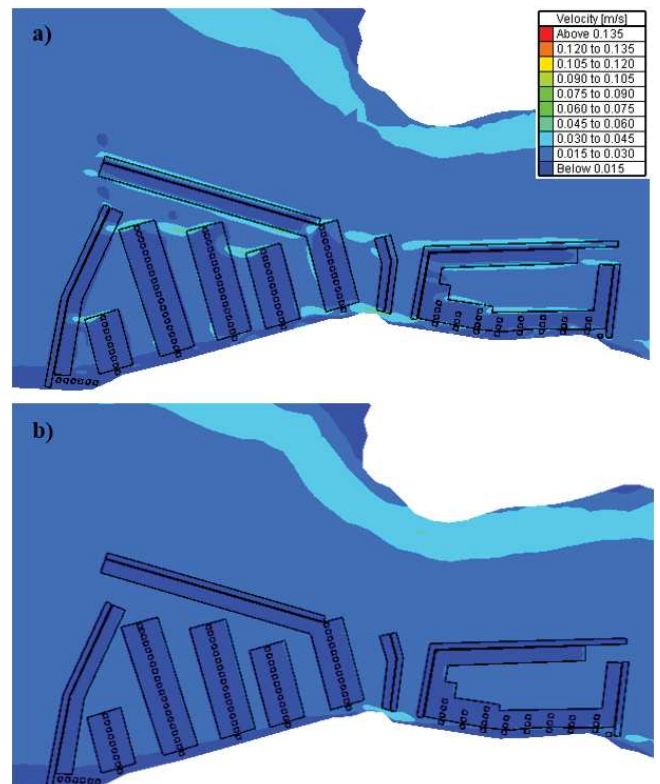 a)
Velocity [m/s]
Above 0.135
0.120 to 0.135
0.105 to 0.120
0.090 to 0.105
0.075 to 0.090
0.060 to 0.075
0.045 to 0.060
0.030 to 0.045
0.015 to 0.030
Below 0.015
b)